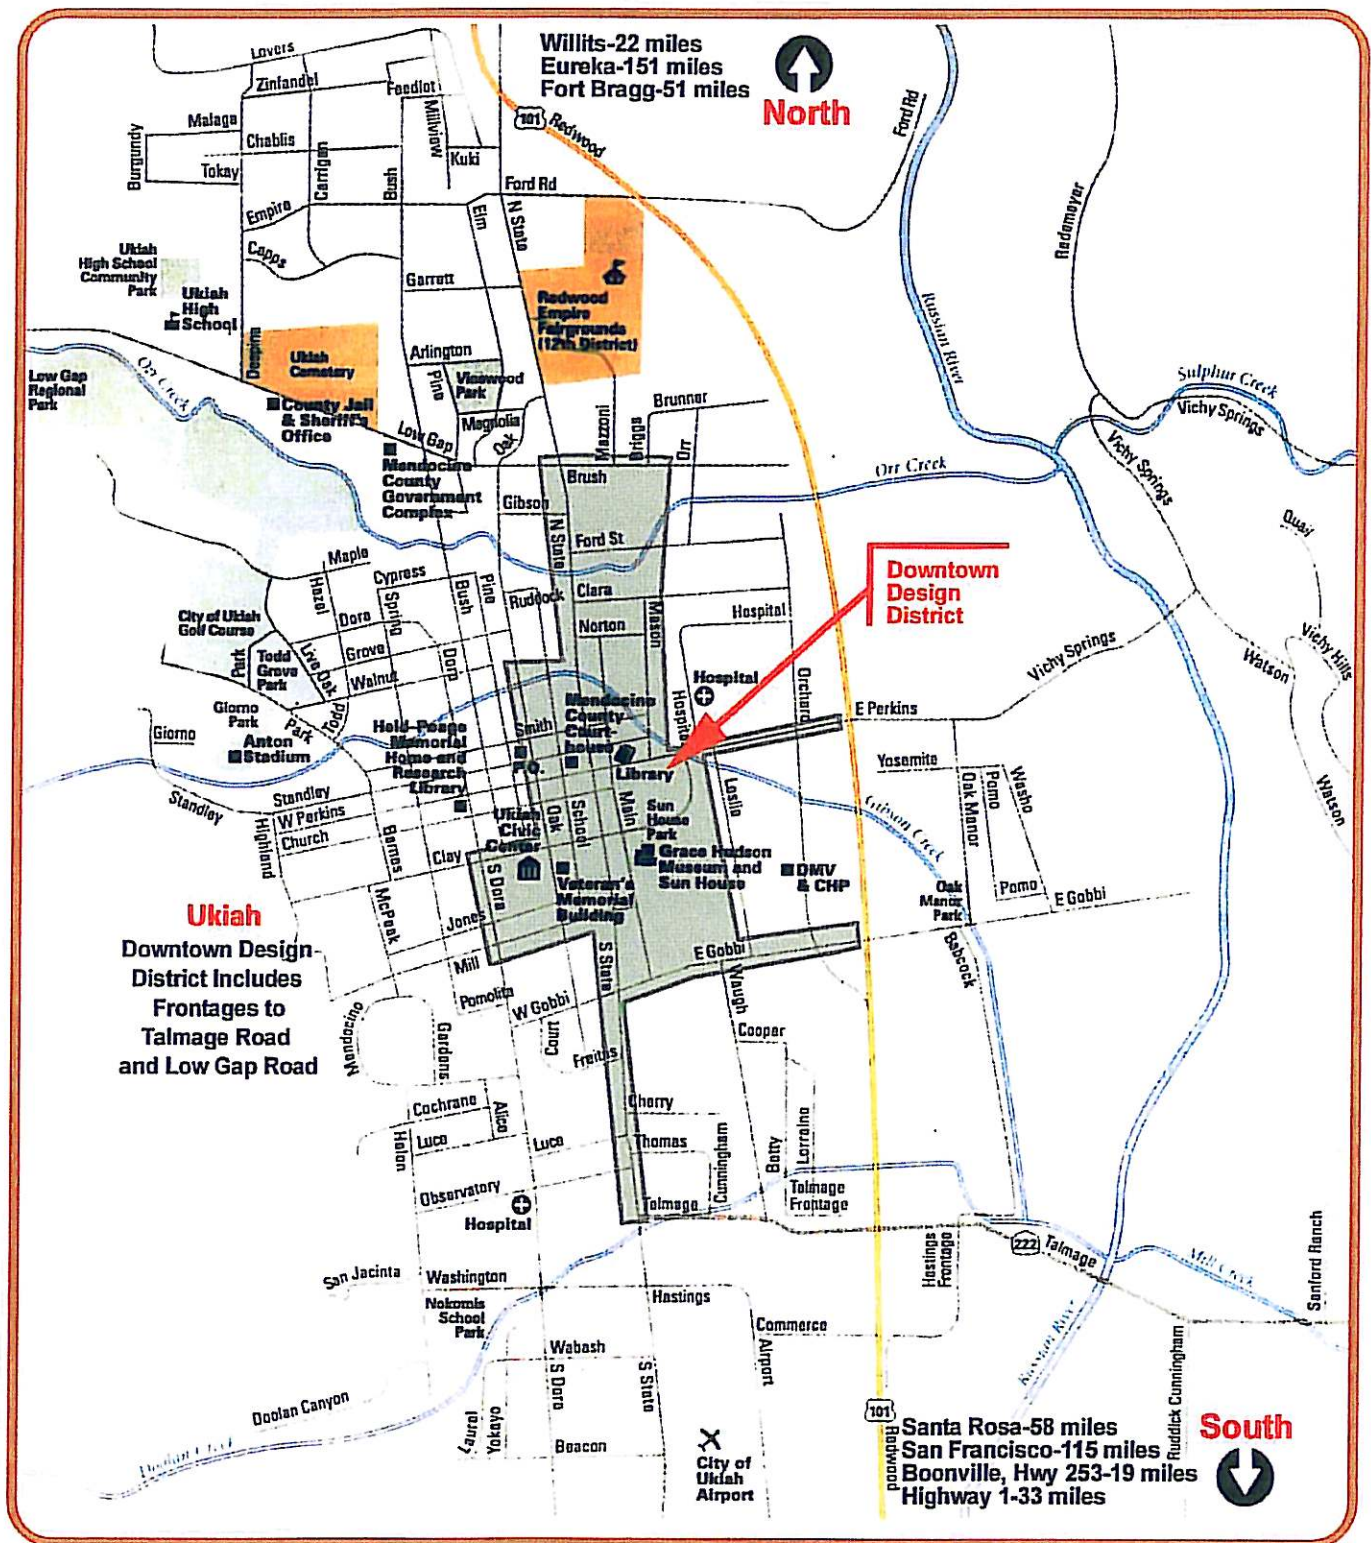 Willits-22 miles
Eureka-151 miles
Fort Bragg-51 miles
North
Lovers
Zinfandel
Feedlot
Malaga
Chablis
Burgundy
Tokay
Carrigan
Bush
Millview
Kuki
101
Redwood
Ford Rd
Ford Rd
Redemeyer
Empire
Elm
N State
Capps
Ukiah
High School
Community
Park
Ukiah
High
School
Garrett
Redwood
Empire
Fairgrounds
(12th District)
Russian River
Despina
Ukiah
Cemetery
Arlington
Pine
Vinewood
Park
Low Gap
Regional
Park
Orr Creek
County Jail
& Sheriff's
Office
Low Gap
Magnolia
Oak
Mazzoni
Briggs
Brunner
Orr
Sulphur Creek
Vichy Springs
Vichy Springs
Mendocino
County
Government
Complex
Brush
Orr Creek
Gibson
N State
Ford St
Quail
Maple
Hazel
Cypress
Spring
Bush
Pine
Ruddock
Clara
Mason
Hospital
Downtown
Design
District
City of Ukiah
Golf Course
Dora
Grove
Norton
Park
Todd
Grove
Park
Live Oak
Walnut
Dora
Vichy Springs
Watson
Vichy Hills
Giorno
Park
Park
Todd
Hospital
Hospital
Orchard
E Perkins
Giorno
Anton
Stadium
Held-Poage
Memorial
Home and
Research
Library
Smith
P.O.
Mendocino
County
Court-
house
Library
Yosemite
Oak Manor
Pomo
Washo
Watson
Standley
Standley
W Perkins
Church
Highland
Barnes
Ukiah
Civic
Center
Oak
School
Main
Sun
House
Park
Leslie
Gibson Creek
Clay
Grace Hudson
Museum and
Sun House
DMV
& CHP
Oak
Manor
Park
Pomo
E Gobbi
S Dora
Veteran's
Memorial
Building
McPeak
Jones
Ukiah
Downtown Design
District Includes
Frontages to
Talmage Road
and Low Gap Road
Mill
S State
E Gobbi
Waugh
Babcock
Pomolita
W Gobbi
Mendocino
Gardens
Court
Freitas
Cooper
Cochrane
Alice
Cherry
Helen
Luce
Luce
Thomas
Cunningham
Betty
Lorraine
Observatory
Hospital
Talmage
Talmage
Frontage
222
Talmage
Hastings
Frontage
Mill Creek
Sanford Ranch
San Jacinta
Washington
Hastings
Nokomis
School
Park
Commerce
Airport
Russian River
Ruddick Cunningham
Wabash
S Dora
S State
Doolan Canyon
Laurel
Yokayo
Beacon
Doolan Creek
City of
Ukiah
Airport
101
Redwood
Santa Rosa-58 miles
San Francisco-115 miles
Boonville, Hwy 253-19 miles
Highway 1-33 miles
South